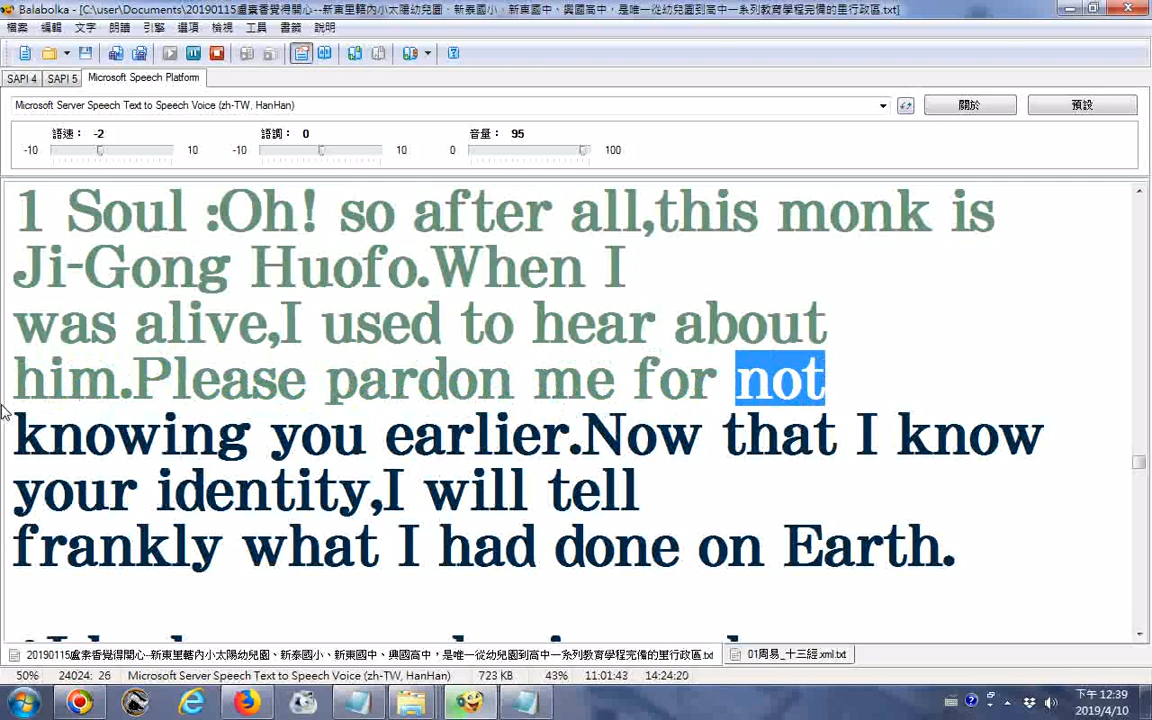 Balabolka - [C:\user\Documents\20190115盧素香覺得開心--新東里轄內小太陽幼兒園、新泰國小、新東國中、興國高中，是唯一從幼兒園到高中一系列教育學程完備的里行政區.txt]
檔案 編輯 文字 朗讀 引擎 選項 檢視 工具 書籤 說明
SAPI 4 SAPI 5 Microsoft Speech Platform
Microsoft Server Speech Text to Speech Voice (zh-TW, HanHan) 關於 預設
語速： -2 語調： 0 音量： 95
-10 10 -10 10 0 100
1 Soul :Oh! so after all,this monk is
Ji-Gong Huofo.When I
was alive,I used to hear about
him.Please pardon me for not
knowing you earlier.Now that I know
your identity,I will tell
frankly what I had done on Earth.
20190115盧素香覺得開心--新東里轄內小太陽幼兒園、新泰國小、新東國中、興國高中，是唯一從幼兒園到高中一系列教育學程完備的里行政區.txt 01周易_十三經.xml.txt
50% 24024: 26 Microsoft Server Speech Text to Speech Voice (zh-TW, HanHan) 723 KB 43% 11:01:43 14:24:20
下午 12:39
2019/4/10